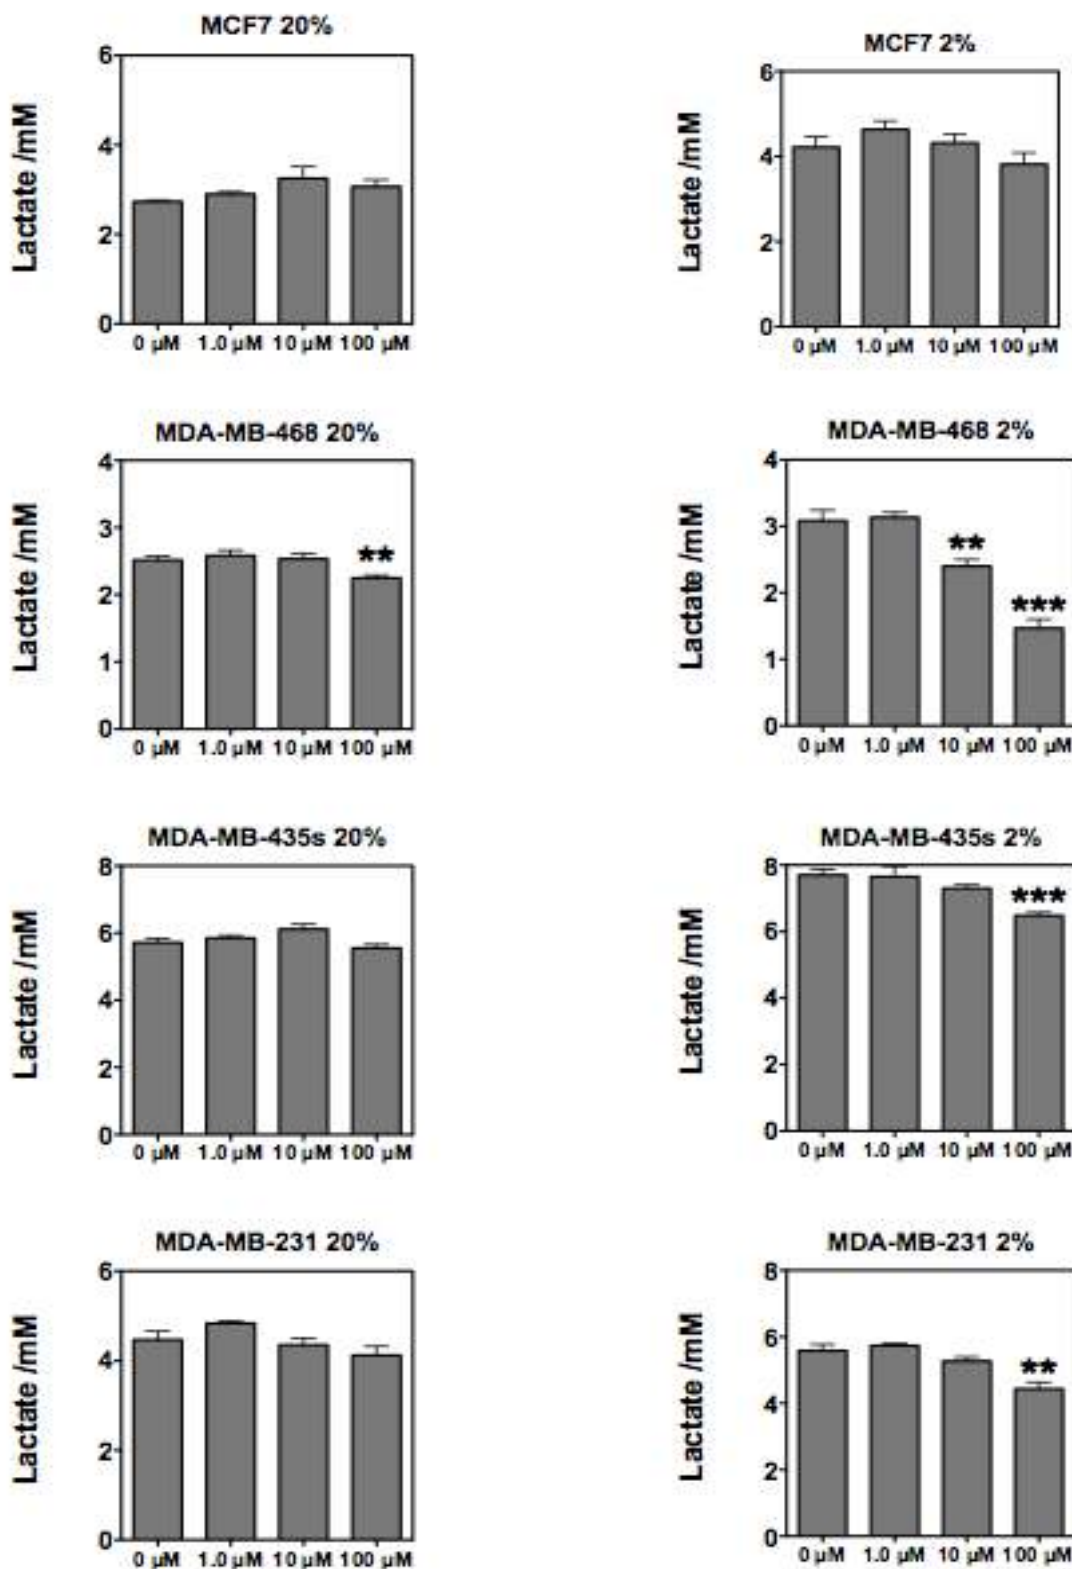 MCF7 20%
Lactate /mM
6
4
2
0
0 µM 1.0 µM 10 µM 100 µM
MCF7 2%
Lactate /mM
6
4
2
0
0 µM 1.0 µM 10 µM 100 µM
MDA-MB-468 20%
Lactate /mM
4
3
2
1
0
**
0 µM 1.0 µM 10 µM 100 µM
MDA-MB-468 2%
Lactate /mM
4
3
2
1
0
**
***
0 µM 1.0 µM 10 µM 100 µM
MDA-MB-435s 20%
Lactate /mM
8
6
4
2
0
0 µM 1.0 µM 10 µM 100 µM
MDA-MB-435s 2%
Lactate /mM
8
6
4
2
0
***
0 µM 1.0 µM 10 µM 100 µM
MDA-MB-231 20%
Lactate /mM
6
4
2
0
0 µM 1.0 µM 10 µM 100 µM
MDA-MB-231 2%
Lactate /mM
8
6
4
2
0
**
0 µM 1.0 µM 10 µM 100 µM